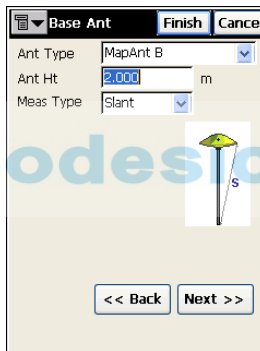 Base Ant Finish Cance
Ant Type MapAnt B
Ant Ht 2.000 m
Meas Type Slant
odesi
S
<< Back Next >>